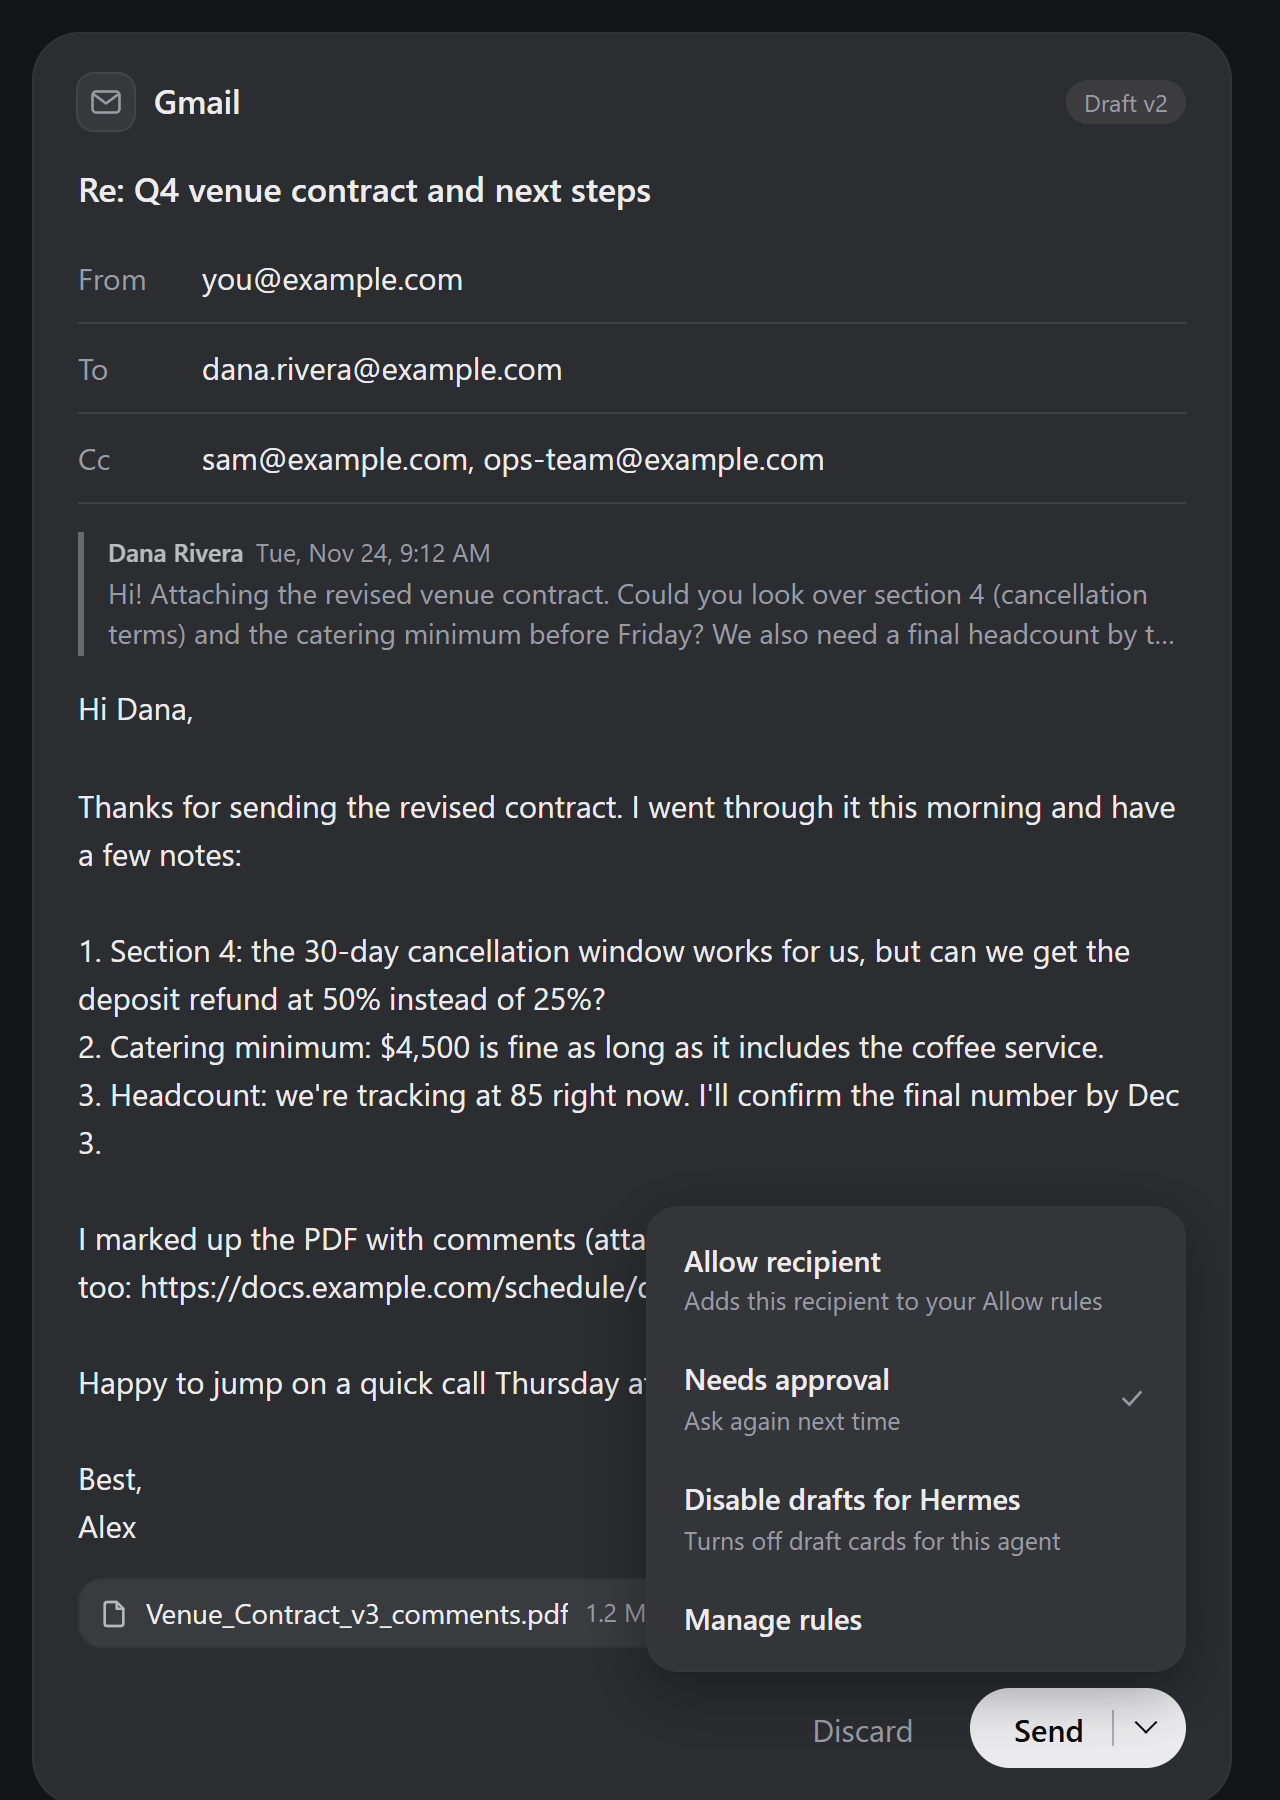 Gmail
Draft v2
Re: Q4 venue contract and next steps
From you@example.com
To dana.rivera@example.com
Cc sam@example.com, ops-team@example.com
Dana Rivera Tue, Nov 24, 9:12 AM
Hi! Attaching the revised venue contract. Could you look over section 4 (cancellation
terms) and the catering minimum before Friday? We also need a final headcount by t...
Hi Dana,
Thanks for sending the revised contract. I went through it this morning and have
a few notes:
1. Section 4: the 30-day cancellation window works for us, but can we get the
deposit refund at 50% instead of 25%?
2. Catering minimum: $4,500 is fine as long as it includes the coffee service.
3. Headcount: we're tracking at 85 right now. I'll confirm the final number by Dec
3.
I marked up the PDF with comments (atta
too: https://docs.example.com/schedule/
Happy to jump on a quick call Thursday
Best,
Alex
Venue_Contract_v3_comments.pdf 1.2 M
Allow recipient
Adds this recipient to your Allow rules
Needs approval
Ask again next time
Disable drafts for Hermes
Turns off draft cards for this agent
Manage rules
Discard
Send